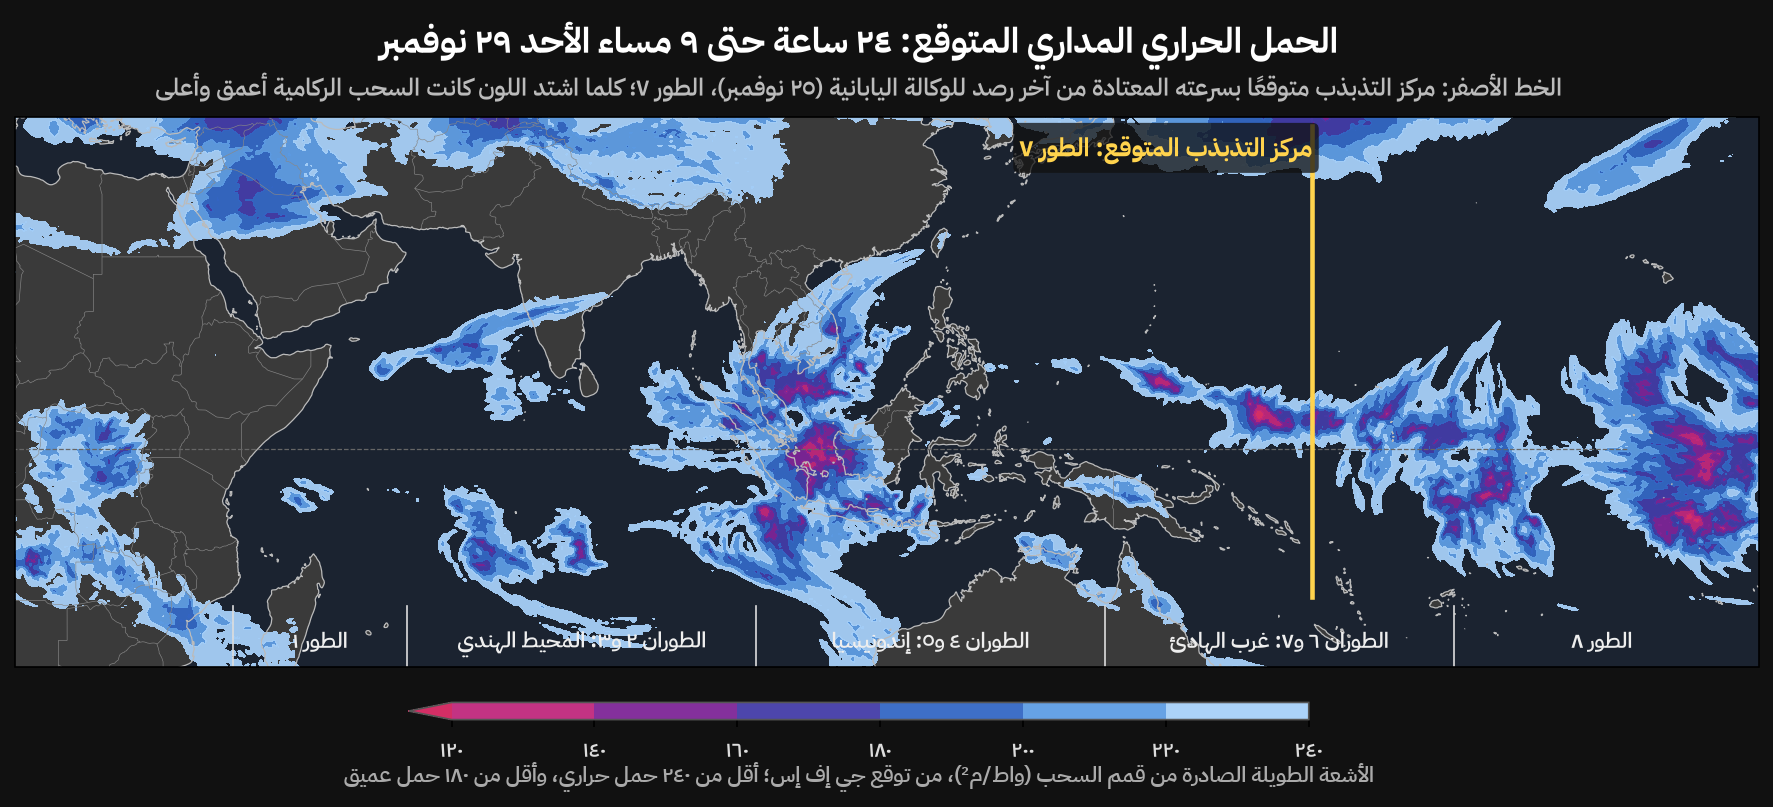 الحمل الحراري المداري المتوقع: ٢٤ ساعة حتى ٩ مساء الأحد ٢٩ نوفمبر
الخط الأصفر: مركز التذبذب متوقعًا بسرعته المعتادة من آخر رصد للوكالة اليابانية (٢٥ نوفمبر)، الطور ٧؛ كلما اشتد اللون كانت السحب الركامية أعمق وأعلى
مركز التذبذب المتوقع: الطور ٧
الطور ١
الطوران ٢ و٣: المحيط الهندي
الطوران ٤ و٥: إندونيسيا
الطوران ٦ و٧: غرب الهادئ
الطور ٨
١٢٠ ١٤٠ ١٦٠ ١٨٠ ٢٠٠ ٢٢٠ ٢٤٠
الأشعة الطويلة الصادرة من قمم السحب (واط/م²)، من توقع جي إف إس؛ أقل من ٢٤٠ حمل حراري، وأقل من ١٨٠ حمل عميق